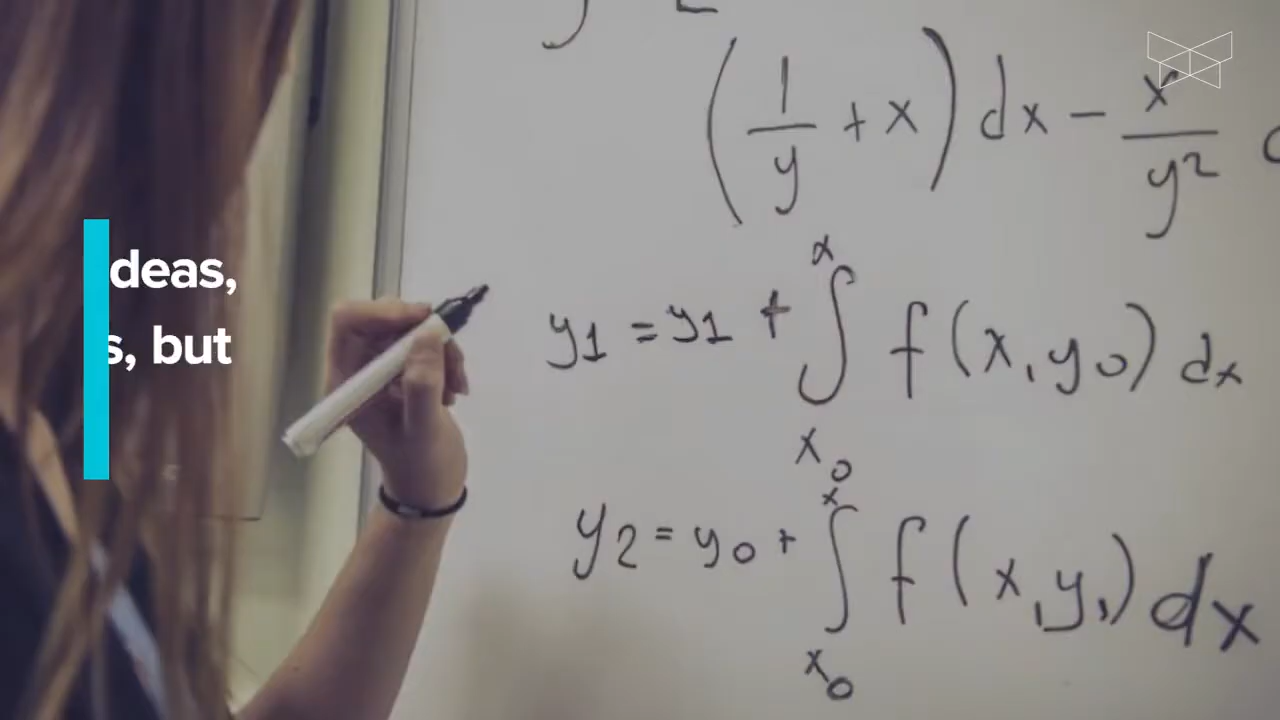 deas,
s, but
( 1/y + x ) dx - x/y²
y1 = y1 + ∫ x x0 f(x, y0) dx
y2 = y0 + ∫ x x0 f(x, y1) dx